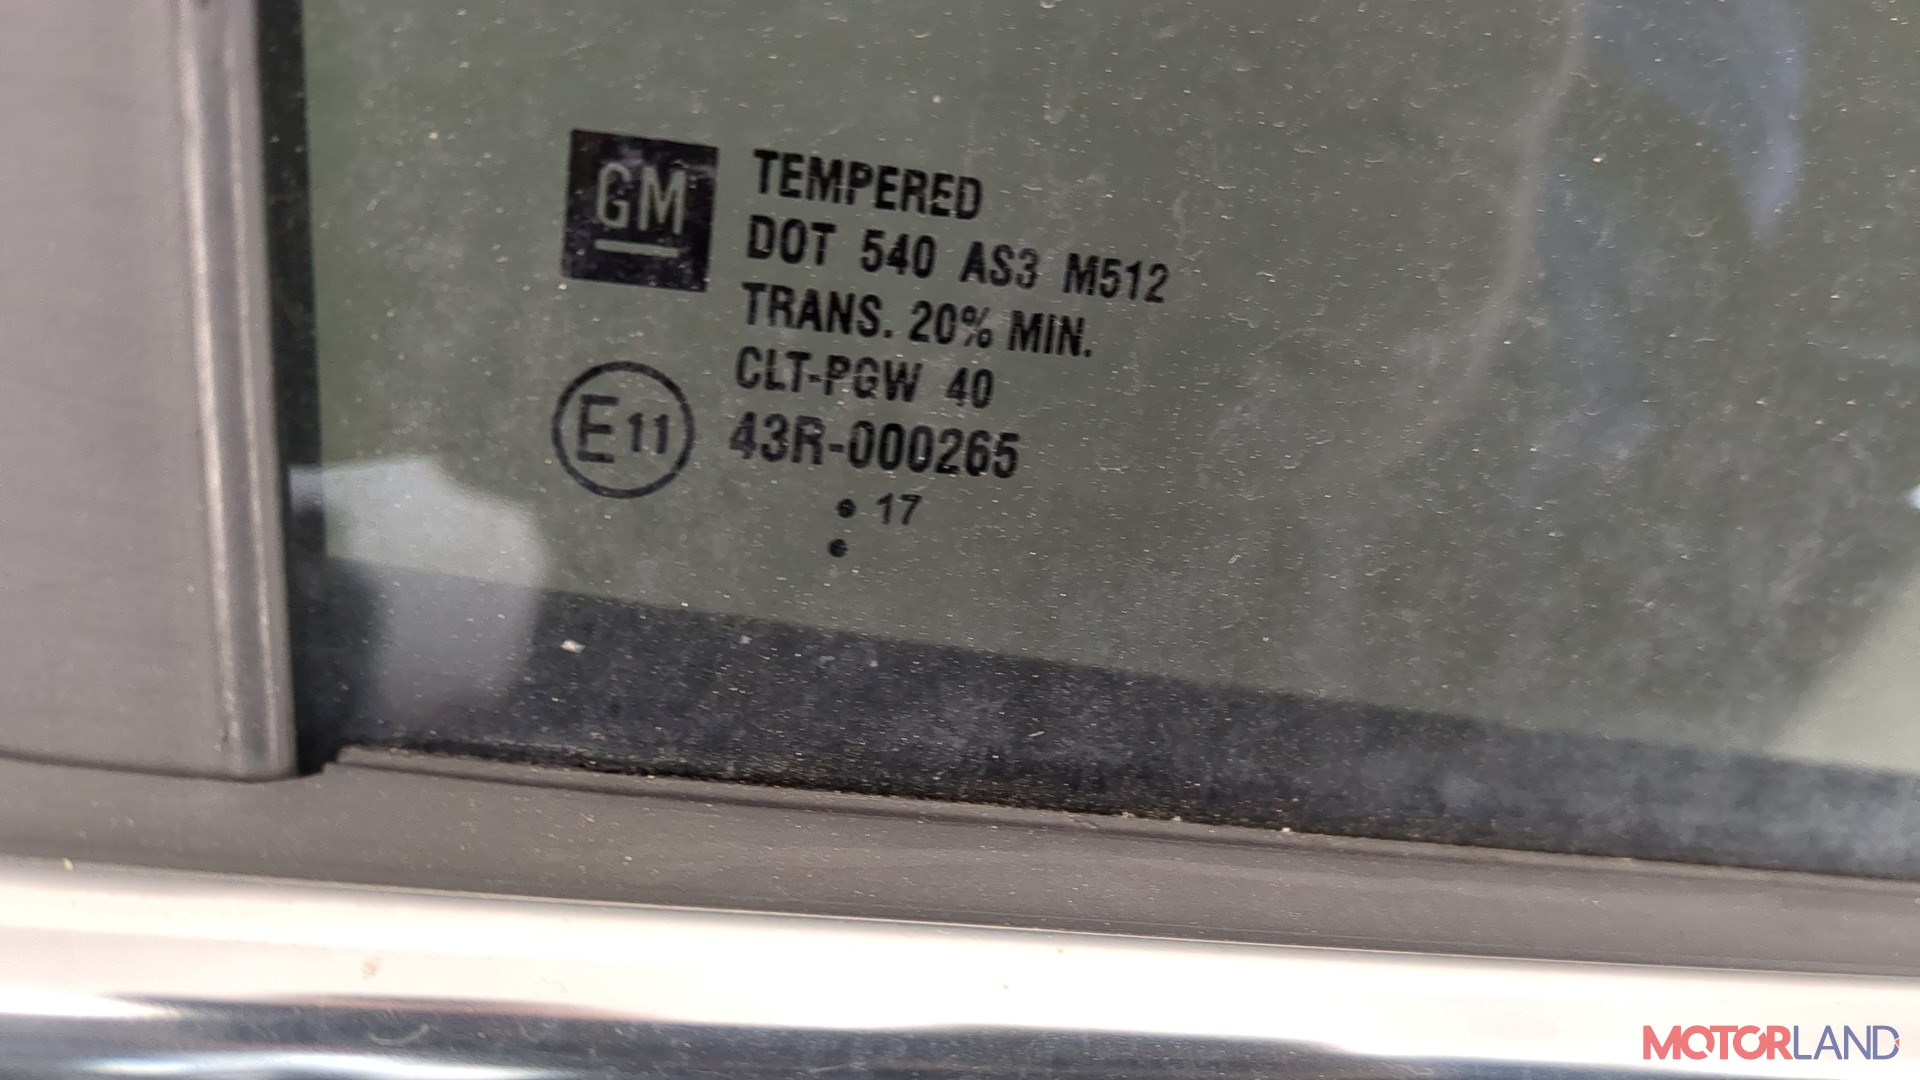 GM
TEMPERED
DOT 540 AS3 M512
TRANS. 20% MIN.
CLT-PGW 40
E11 43R-000265
17
MOTORLAND